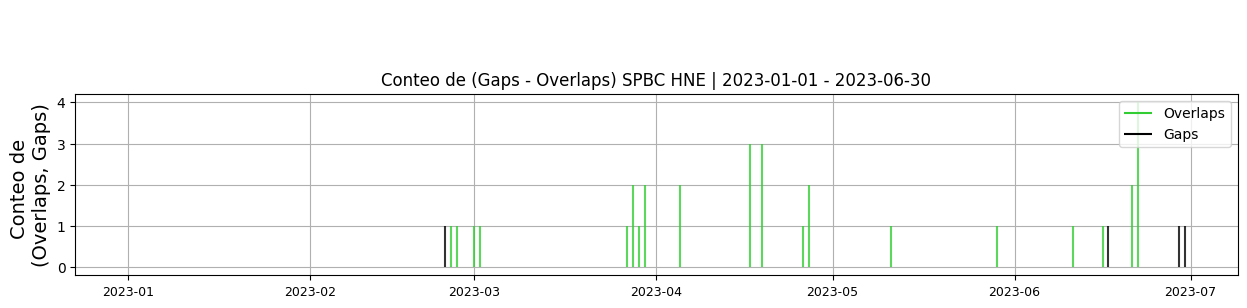 Conteo de (Gaps - Overlaps) SPBC HNE | 2023-01-01 - 2023-06-30
Conteo de
(Overlaps, Gaps)
4
3
2
1
0
Overlaps
Gaps
2023-01
2023-02
2023-03
2023-04
2023-05
2023-06
2023-07